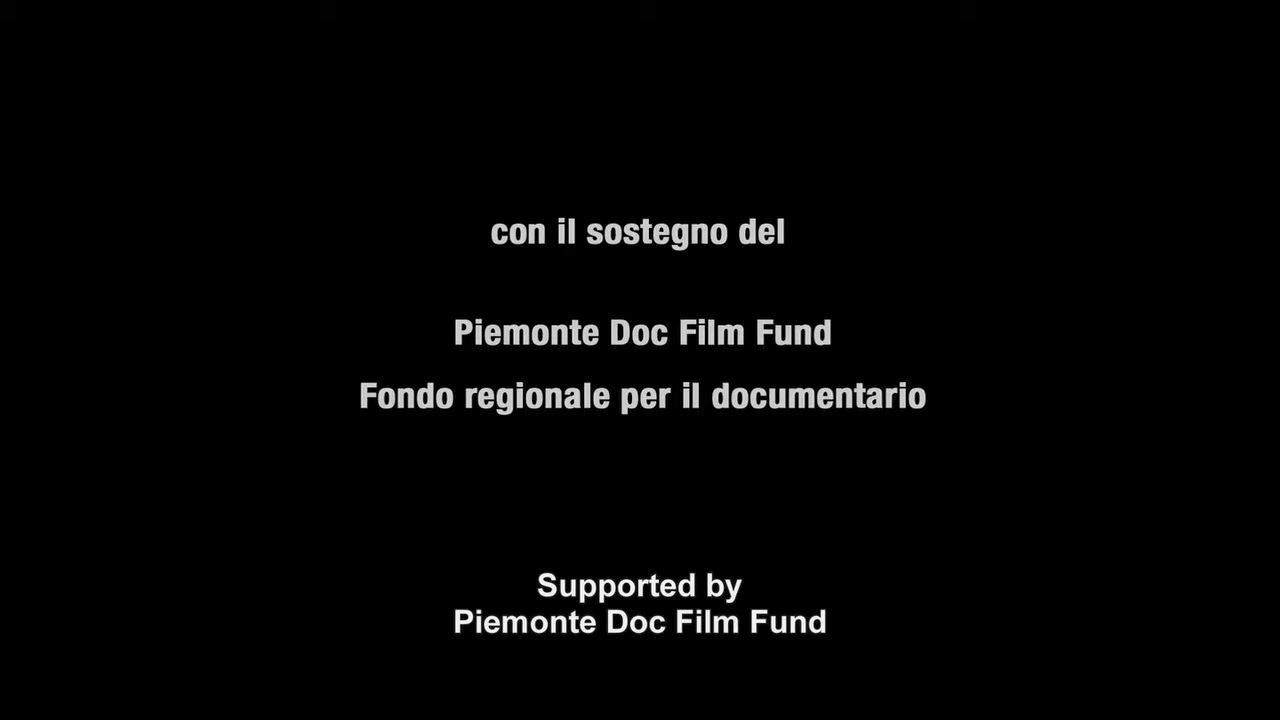 con il sostegno del
Piemonte Doc Film Fund
Fondo regionale per il documentario
Supported by
Piemonte Doc Film Fund